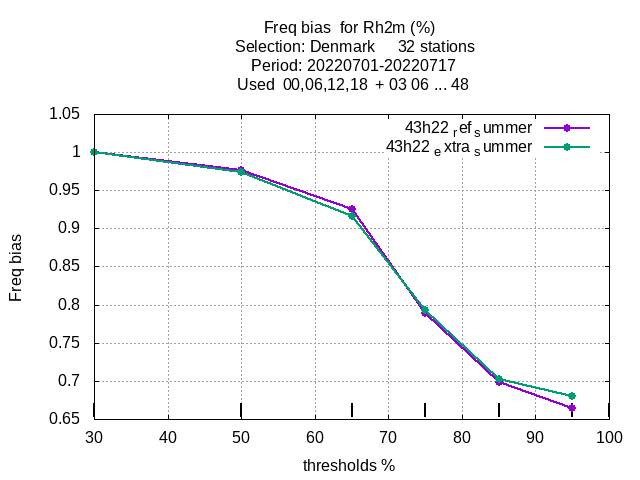 Freq bias  for Rh2m (%)
Selection: Denmark     32 stations
Period: 20220701-20220717
Used  00,06,12,18  + 03 06 ... 48
43h22 ref summer
43h22 extra summer
1.05
1
0.95
0.9
0.85
0.8
0.75
0.7
0.65
Freq bias
30 40 50 60 70 80 90 100
thresholds %